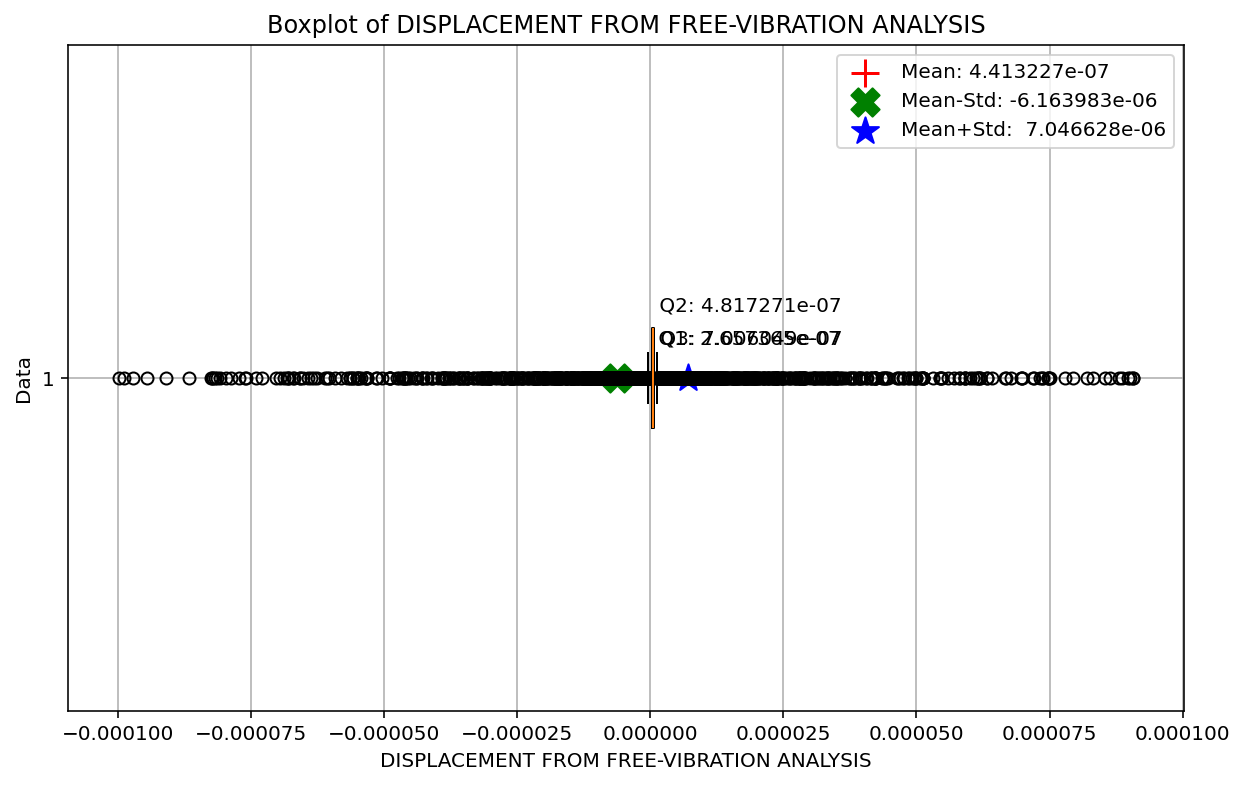 Boxplot of DISPLACEMENT FROM FREE-VIBRATION ANALYSIS
Mean: 4.413227e-07
Mean-Std: -6.163983e-06
Mean+Std: 7.046628e-06
Q2: 4.817271e-07
Data
1
−0.000100 −0.000075 −0.000050 −0.000025 0.000000 0.000025 0.000050 0.000075 0.000100
DISPLACEMENT FROM FREE-VIBRATION ANALYSIS